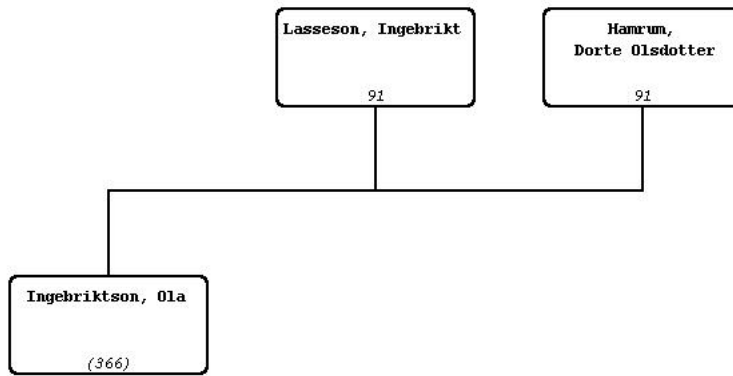 Lasseson, Ingebrikt
91
Hamrum,
Dorte Olsdotter
91
Ingebriktson, Ola
(366)